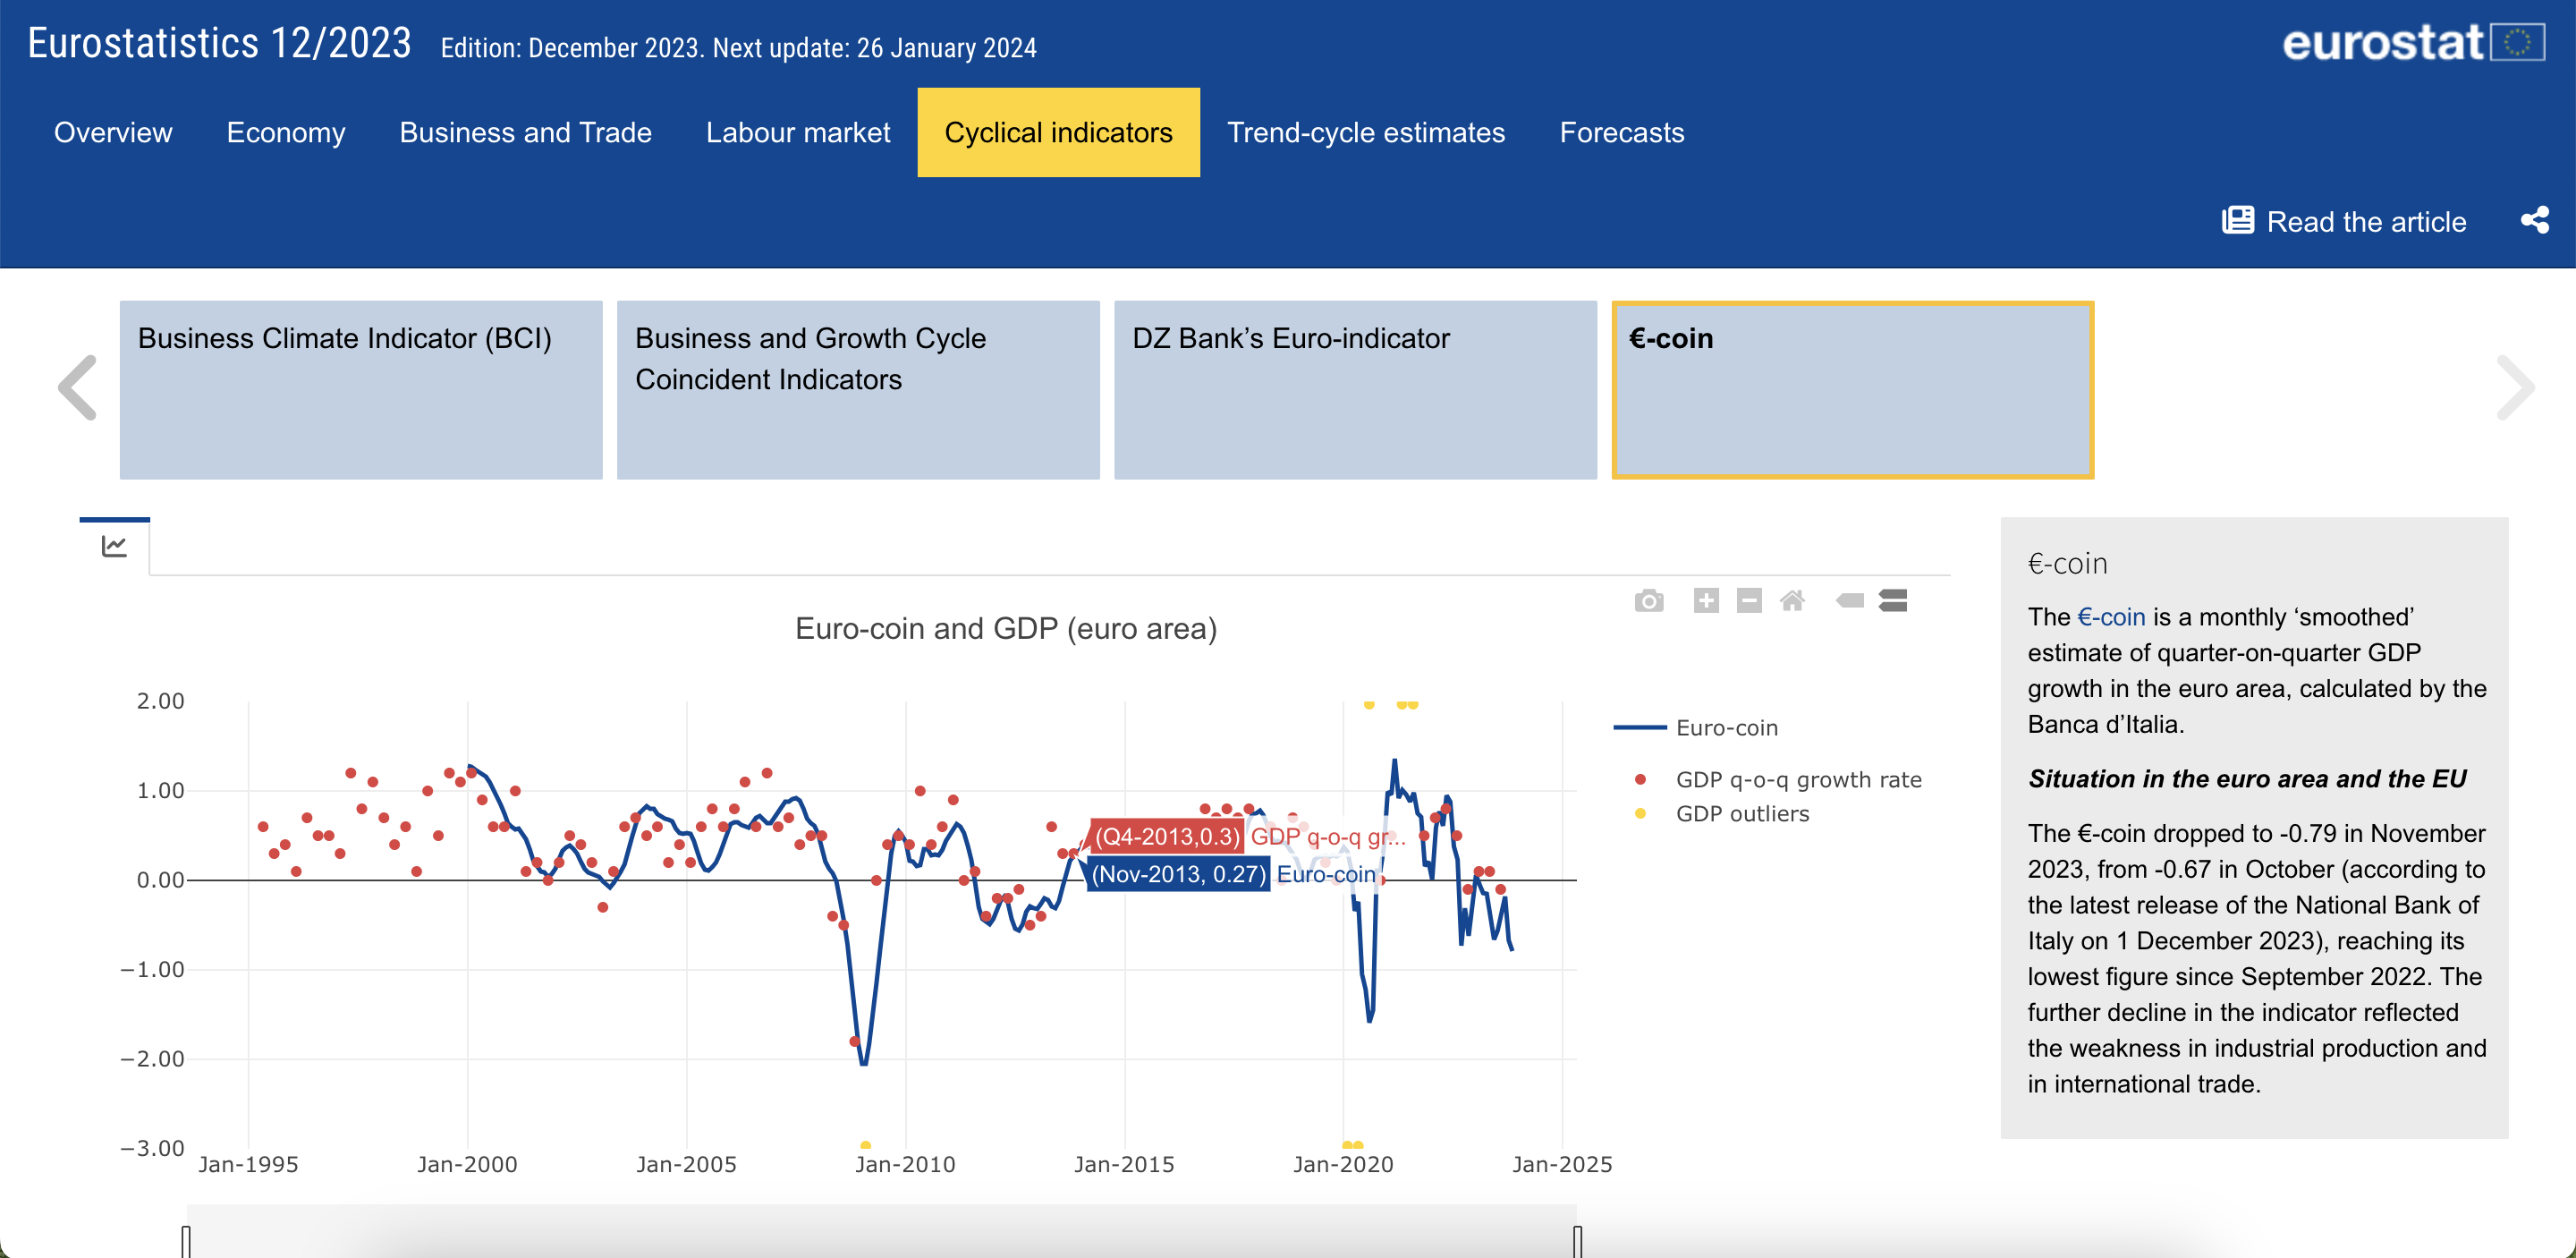 Eurostatistics 12/2023 Edition: December 2023. Next update: 26 January 2024
eurostat
Overview Economy Business and Trade Labour market Cyclical indicators Trend-cycle estimates Forecasts
Read the article
Business Climate Indicator (BCI)
Business and Growth Cycle
Coincident Indicators
DZ Bank’s Euro-indicator
€-coin
Euro-coin and GDP (euro area)
2.00
1.00
0.00
−1.00
−2.00
−3.00
Jan-1995 Jan-2000 Jan-2005 Jan-2010 Jan-2015 Jan-2020 Jan-2025
(Q4-2013,0.3) GDP q-o-q gr...
(Nov-2013, 0.27) Euro-coin
Euro-coin
GDP q-o-q growth rate
GDP outliers
€-coin
The €-coin is a monthly ‘smoothed’
estimate of quarter-on-quarter GDP
growth in the euro area, calculated by the
Banca d’Italia.
Situation in the euro area and the EU
The €-coin dropped to -0.79 in November
2023, from -0.67 in October (according to
the latest release of the National Bank of
Italy on 1 December 2023), reaching its
lowest figure since September 2022. The
further decline in the indicator reflected
the weakness in industrial production and
in international trade.